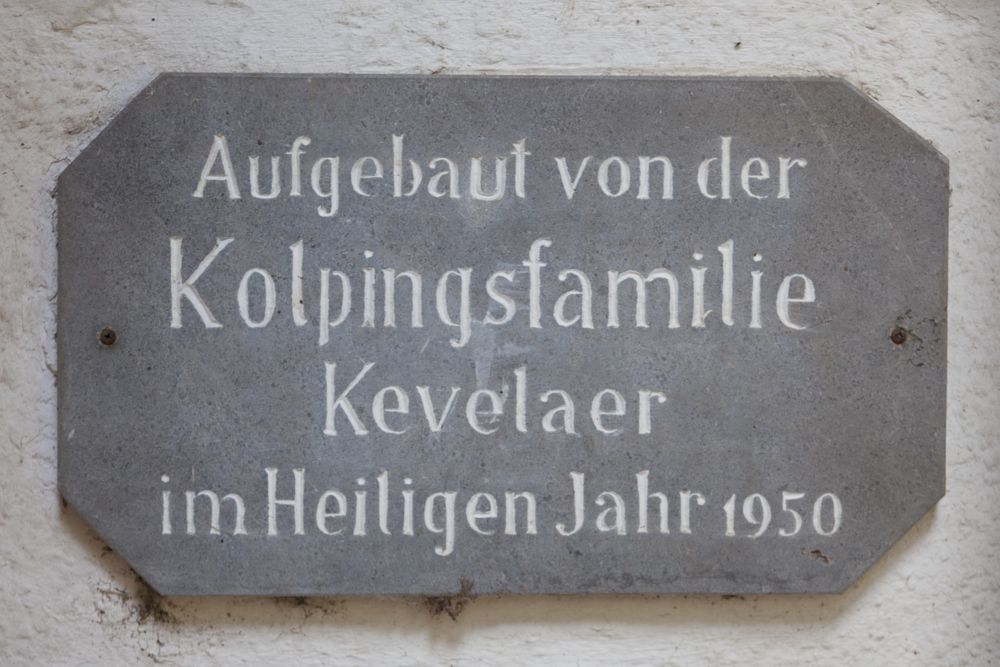 Aufgebaut von der
Kolpingsfamilie
Kevelaer
im Heiligen Jahr 1950